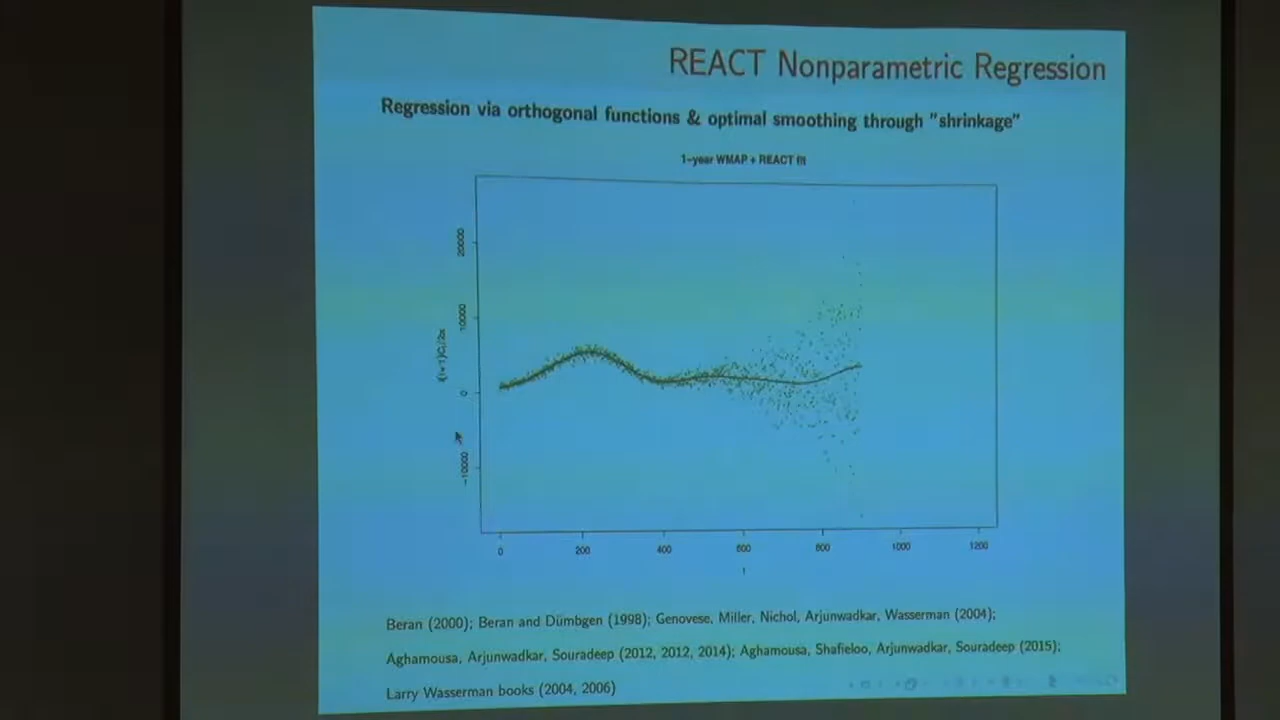 REACT Nonparametric Regression
Regression via orthogonal functions & optimal smoothing through "shrinkage"
1-year WMAP + REACT fit
20000
10000
0
-10000
0 200 400 600 800 1000 1200
l
Beran (2000); Beran and Dümbgen (1998); Genovese, Miller, Nichol, Arjunwadkar, Wasserman (2004);
Aghamousa, Arjunwadkar, Souradeep (2012, 2012, 2014); Aghamousa, Shafieloo, Arjunwadkar, Souradeep (2015);
Larry Wasserman books (2004, 2006)